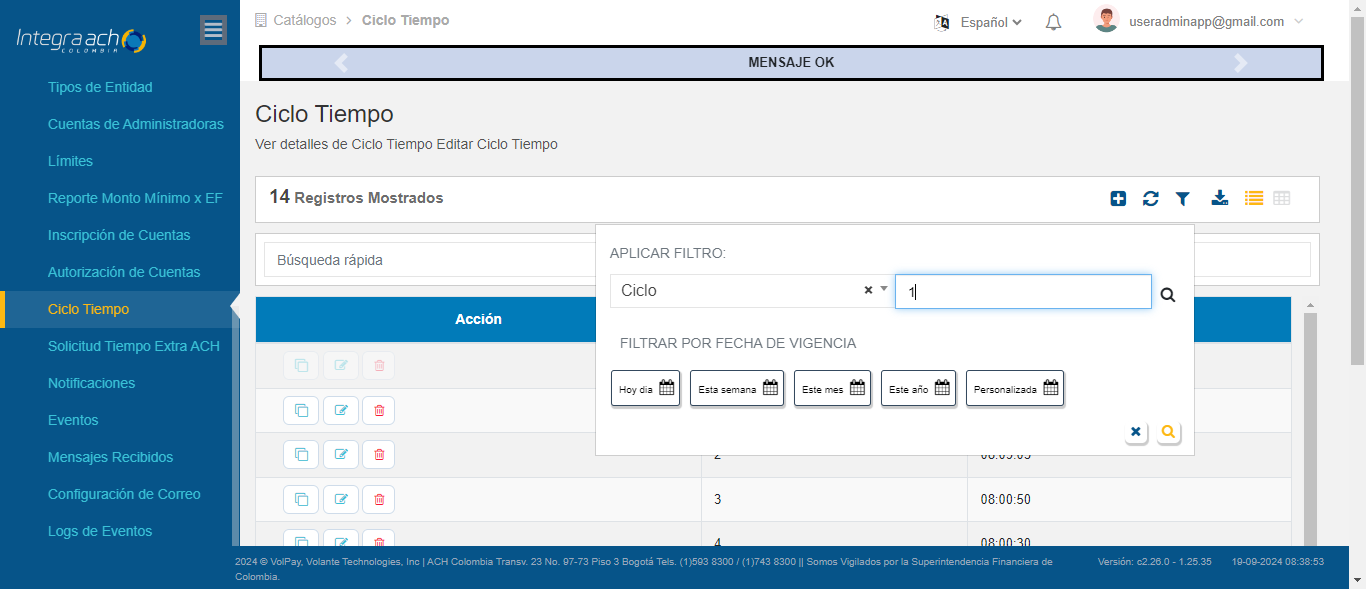 Integra ach
COLOMBIA
Catálogos > Ciclo Tiempo
Español
useradminapp@gmail.com
MENSAJE OK
Tipos de Entidad
Cuentas de Administradoras
Límites
Reporte Monto Mínimo x EF
Inscripción de Cuentas
Autorización de Cuentas
Ciclo Tiempo
Solicitud Tiempo Extra ACH
Notificaciones
Eventos
Mensajes Recibidos
Configuración de Correo
Logs de Eventos
Ciclo Tiempo
Ver detalles de Ciclo Tiempo Editar Ciclo Tiempo
14 Registros Mostrados
Búsqueda rápida
APLICAR FILTRO:
Ciclo
1
FILTRAR POR FECHA DE VIGENCIA
Hoy dia
Esta semana
Este mes
Este año
Personalizada
Acción
2
3 08:00:50
4 08:00:30
2024 © VolPay, Volante Technologies, Inc | ACH Colombia Transv. 23 No. 97-73 Piso 3 Bogotá Tels. (1)593 8300 / (1)743 8300 || Somos Vigilados por la Superintendencia Financiera de
Colombia.
Versión: c2.26.0 - 1.25.35 19-09-2024 08:38:53